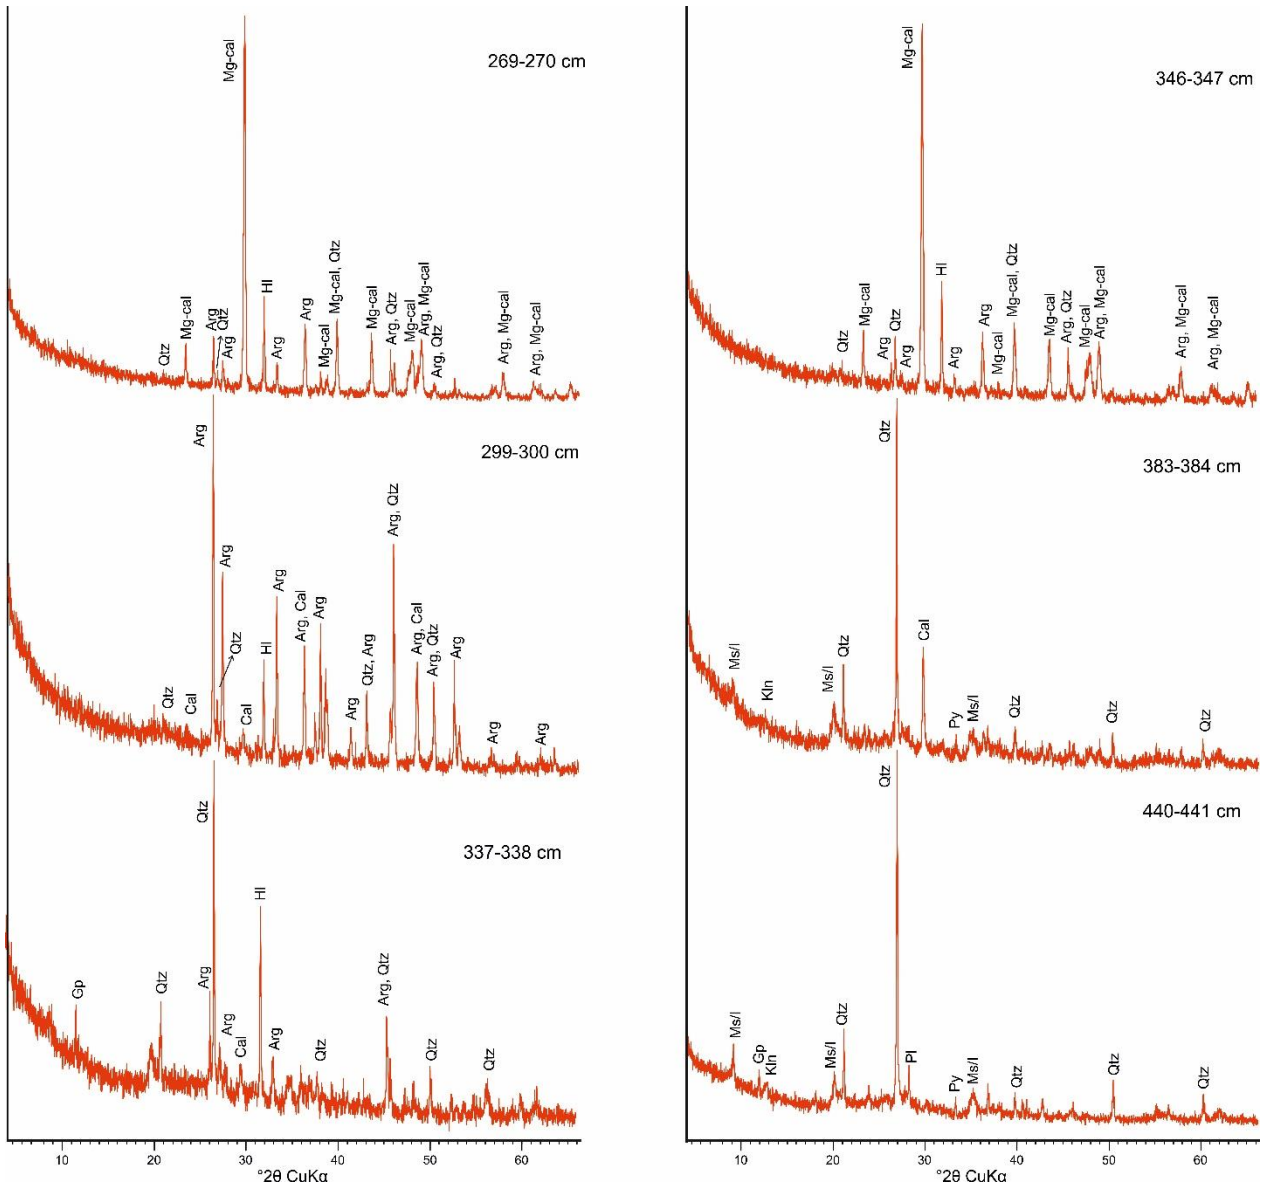 269-270 cm
Qtz
Mg-cal
Arg
Qtz
Arg
Mg-cal
Hl
Arg
Arg
Mg-cal
Mg-cal, Qtz
Mg-cal
Arg, Qtz
Mg-cal
Arg, Mg-cal
Arg, Qtz
Arg, Mg-cal
Arg, Mg-cal
299-300 cm
Qtz
Cal
Arg
Qtz
Arg
Cal
Hl
Arg
Arg, Cal
Arg
Arg
Qtz, Arg
Arg, Qtz
Arg, Cal
Arg, Qtz
Arg
Arg
Arg
337-338 cm
Gp
Qtz
Arg
Qtz
Arg
Cal
Hl
Arg
Qtz
Arg, Qtz
Qtz
Qtz
10 20 30 40 50 60
°2θ CuKα
346-347 cm
Qtz
Mg-cal
Arg
Qtz
Arg
Mg-cal
Hl
Arg
Arg
Mg-cal
Mg-cal, Qtz
Mg-cal
Arg, Qtz
Mg-cal
Arg, Mg-cal
Arg, Mg-cal
Arg, Mg-cal
383-384 cm
Ms/I
Kln
Ms/I
Qtz
Qtz
Cal
Py
Ms/I
Qtz
Qtz
Qtz
440-441 cm
Ms/I
Gp
Kln
Ms/I
Qtz
Qtz
Pl
Py
Ms/I
Qtz
Qtz
Qtz
10 20 30 40 50 60
°2θ CuKα